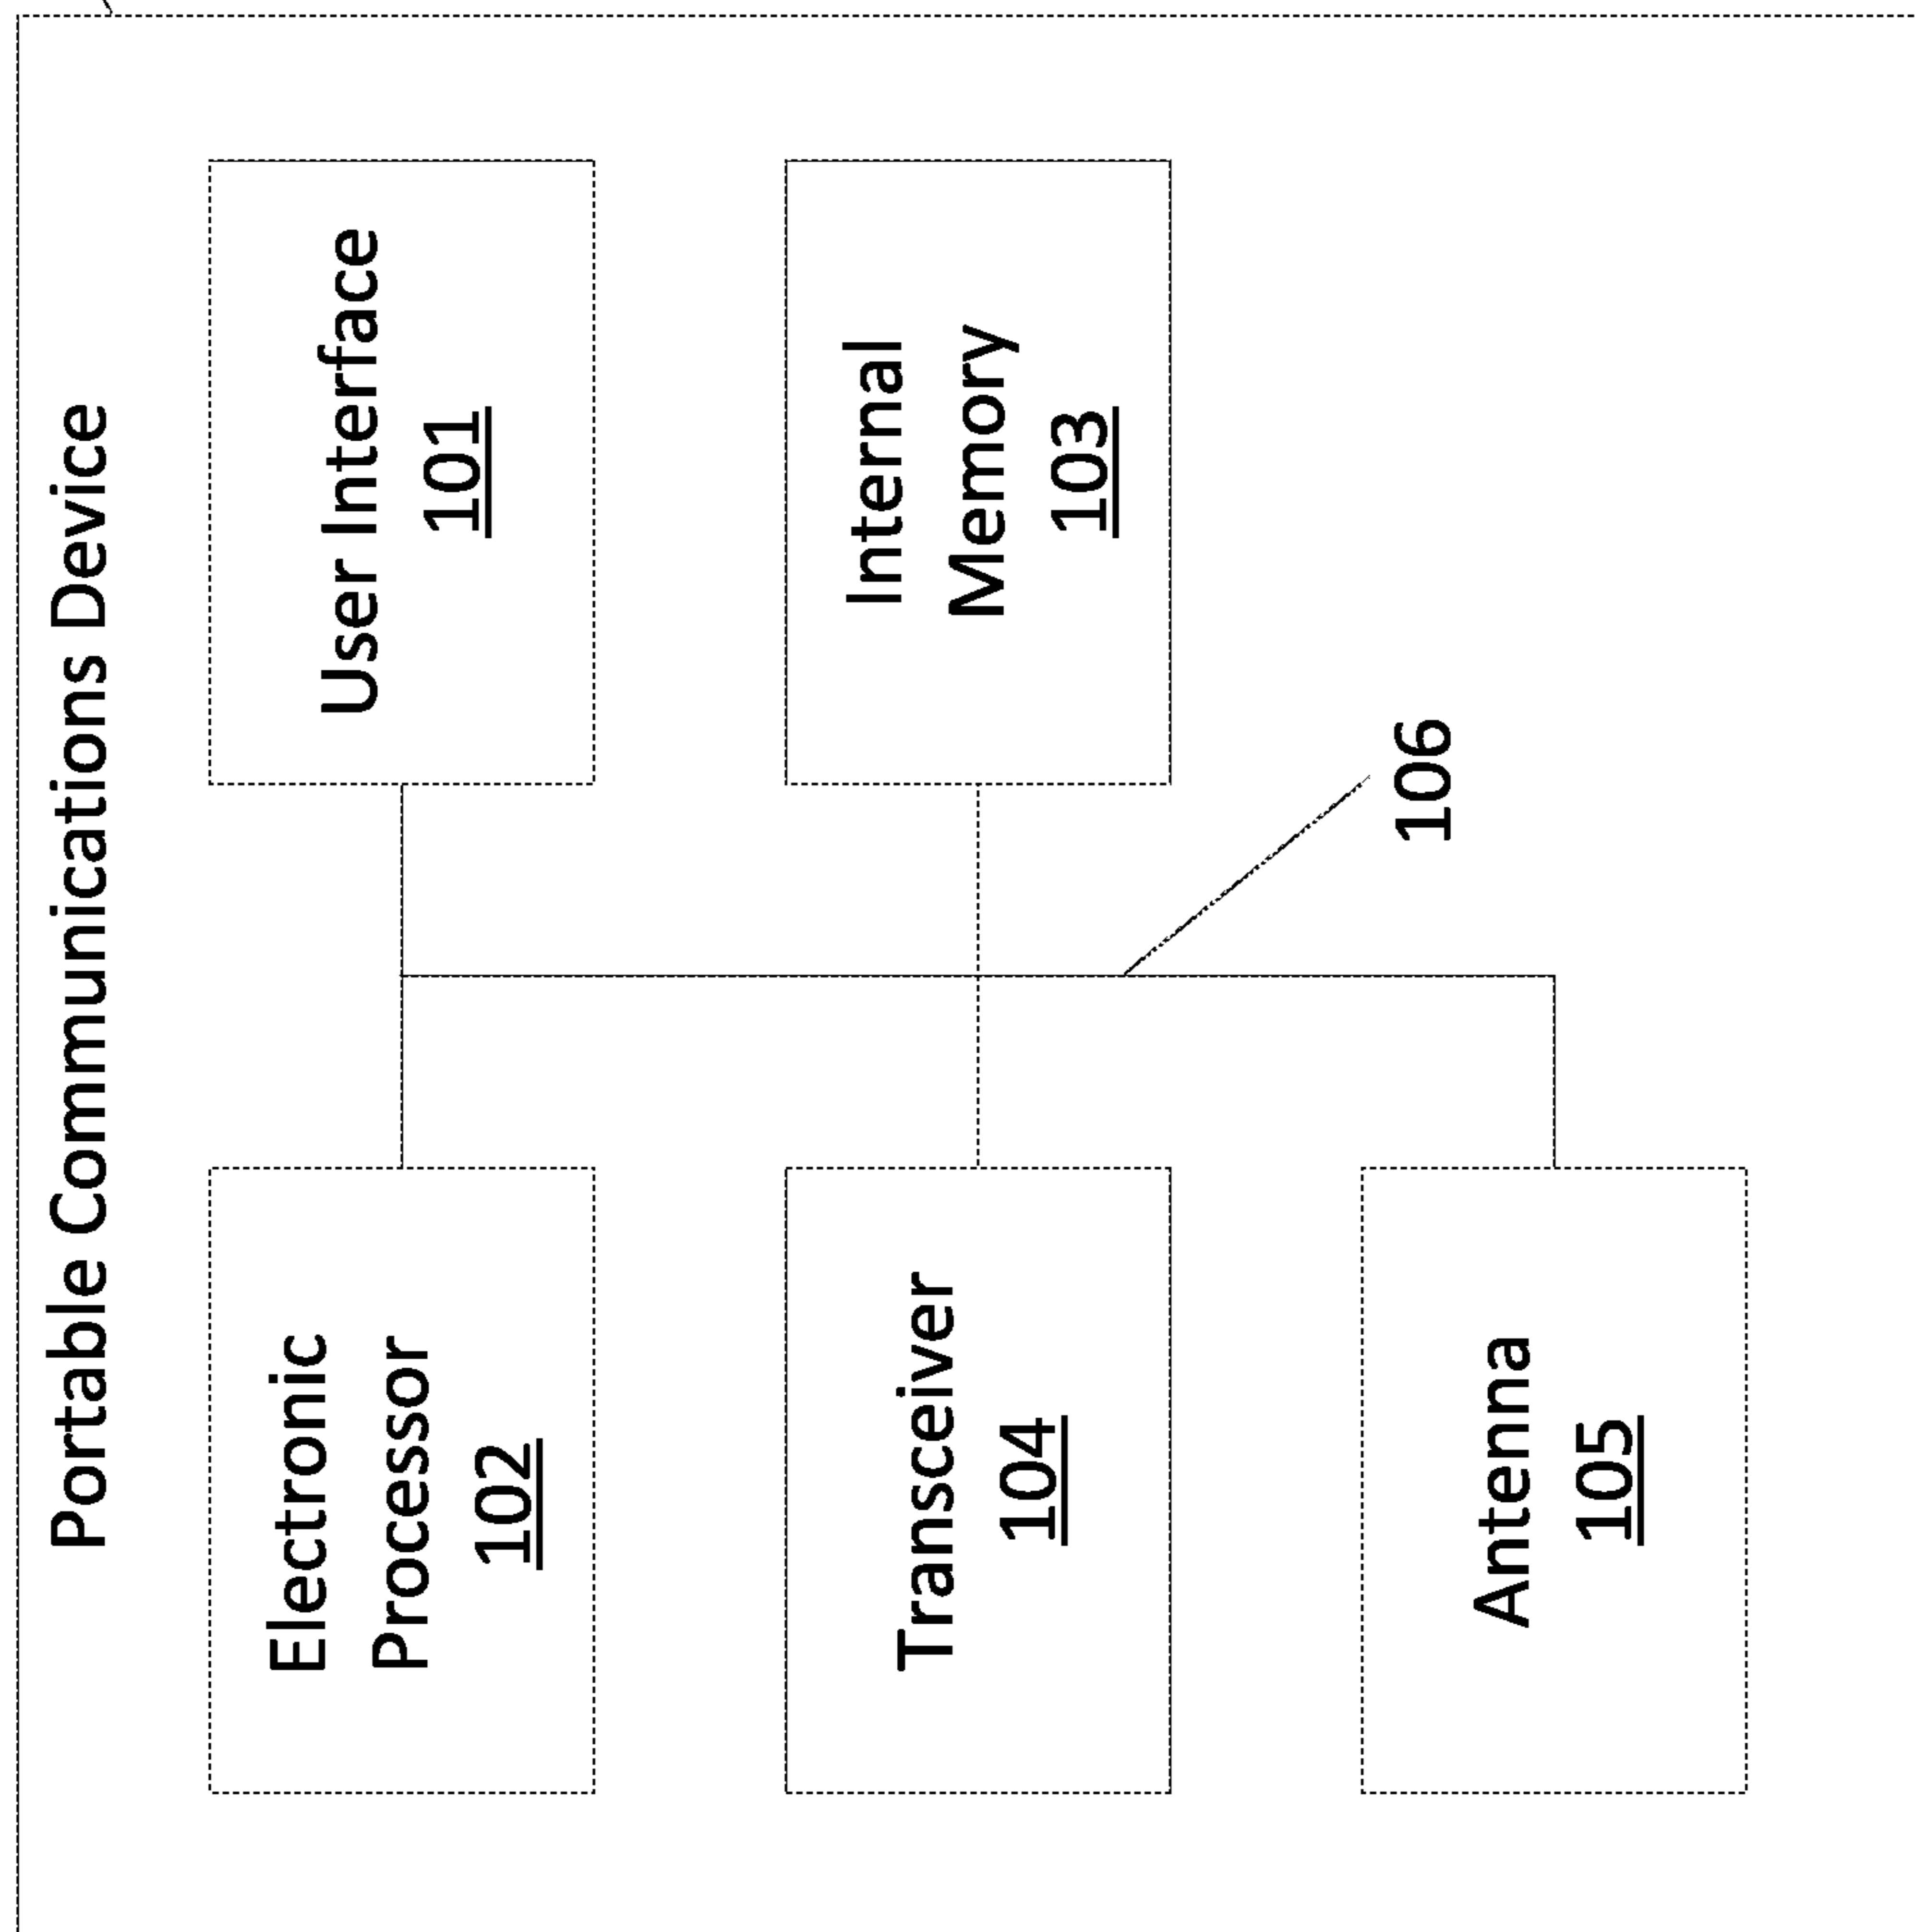 Portable Communications Device
Electronic
Processor
102
User Interface
101
Transceiver
104
Internal
Memory
103
Antenna
105
106